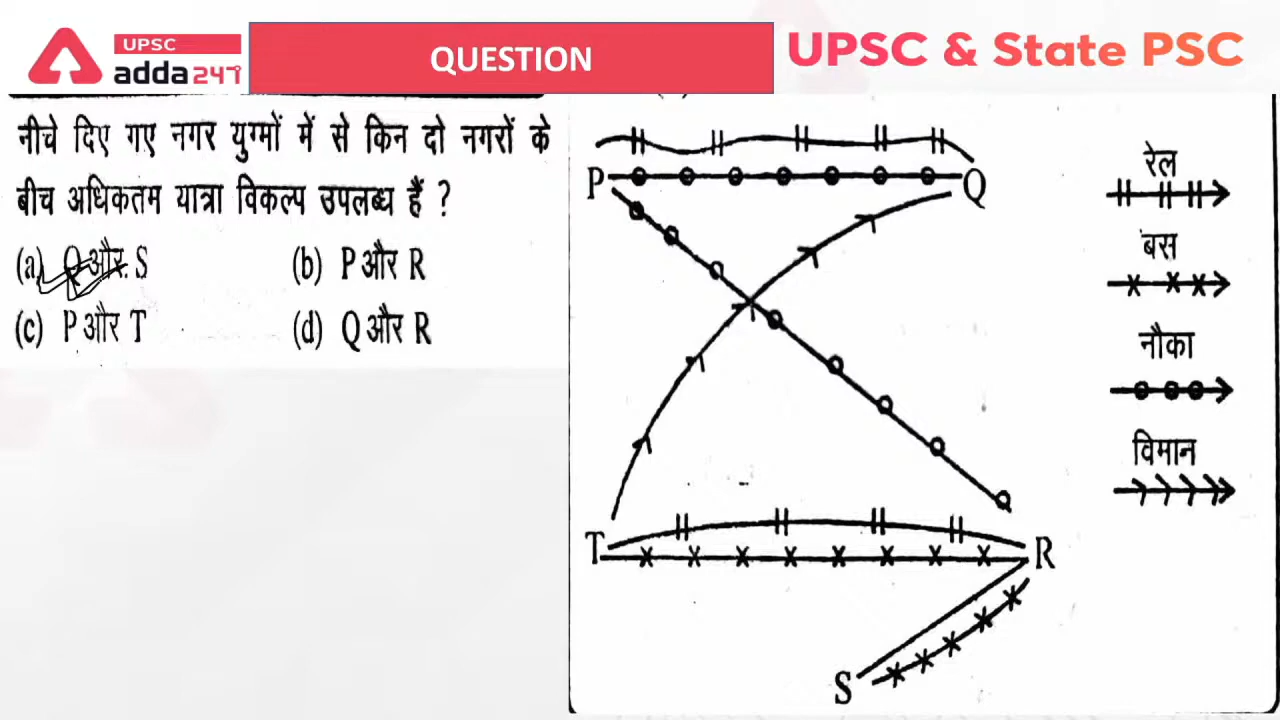 UPSC
adda247
QUESTION
UPSC & State PSC
नीचे दिए गए नगर युग्मों में से किन दो नगरों के
बीच अधिकतम यात्रा विकल्प उपलब्ध हैं ?
(a) Q और S
(b) P और R
(c) P और T
(d) Q और R
P
Q
T
R
S
रेल
बस
नौका
विमान